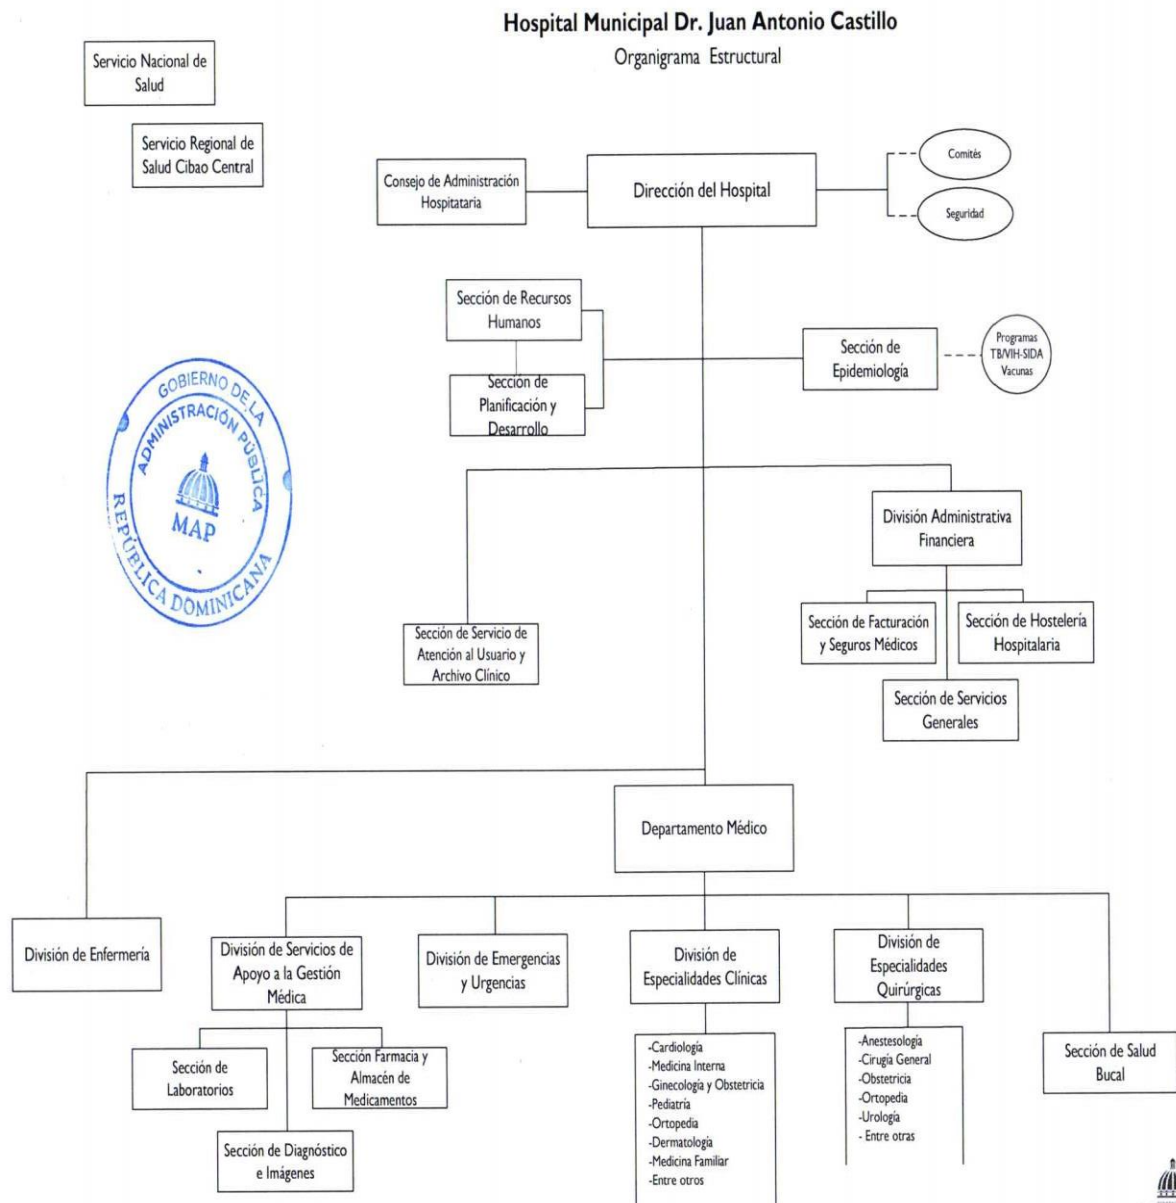 Hospital Municipal Dr. Juan Antonio Castillo
Organigrama Estructural
Servicio Nacional de
Salud
Servicio Regional de
Salud Cibao Central
Consejo de Administración
Hospitataria
Dirección del Hospital
Comités
Seguridad
Sección de Recursos
Humanos
Sección de
Planificación y
Desarrollo
Sección de
Epidemiología
Programas
TB/VIH-SIDA
Vacunas
GOBIERNO DE LA
REPÚBLICA DOMINICANA
ADMINISTRACIÓN PÚBLICA
MAP
División Administrativa
Financiera
Sección de Servicio de
Atención al Usuario y
Archivo Clínico
Sección de Facturación
y Seguros Médicos
Sección de Hostelería
Hospitalaria
Sección de Servicios
Generales
Departamento Médico
División de Enfermería
División de Servicios de
Apoyo a la Gestión
Médica
División de Emergencias
y Urgencias
División de
Especialidades Clínicas
División de
Especialidades
Quirúrgicas
Sección de Salud
Bucal
Sección de
Laboratorios
Sección Farmacia y
Almacén de
Medicamentos
Sección de Diagnóstico
e Imágenes
-Cardiología
-Medicina Interna
-Ginecología y Obstetricia
-Pediatría
-Ortopedia
-Dermatología
-Medicina Familiar
-Entre otros
-Anestesología
-Cirugía General
-Obstetricia
-Ortopedia
-Urología
- Entre otras